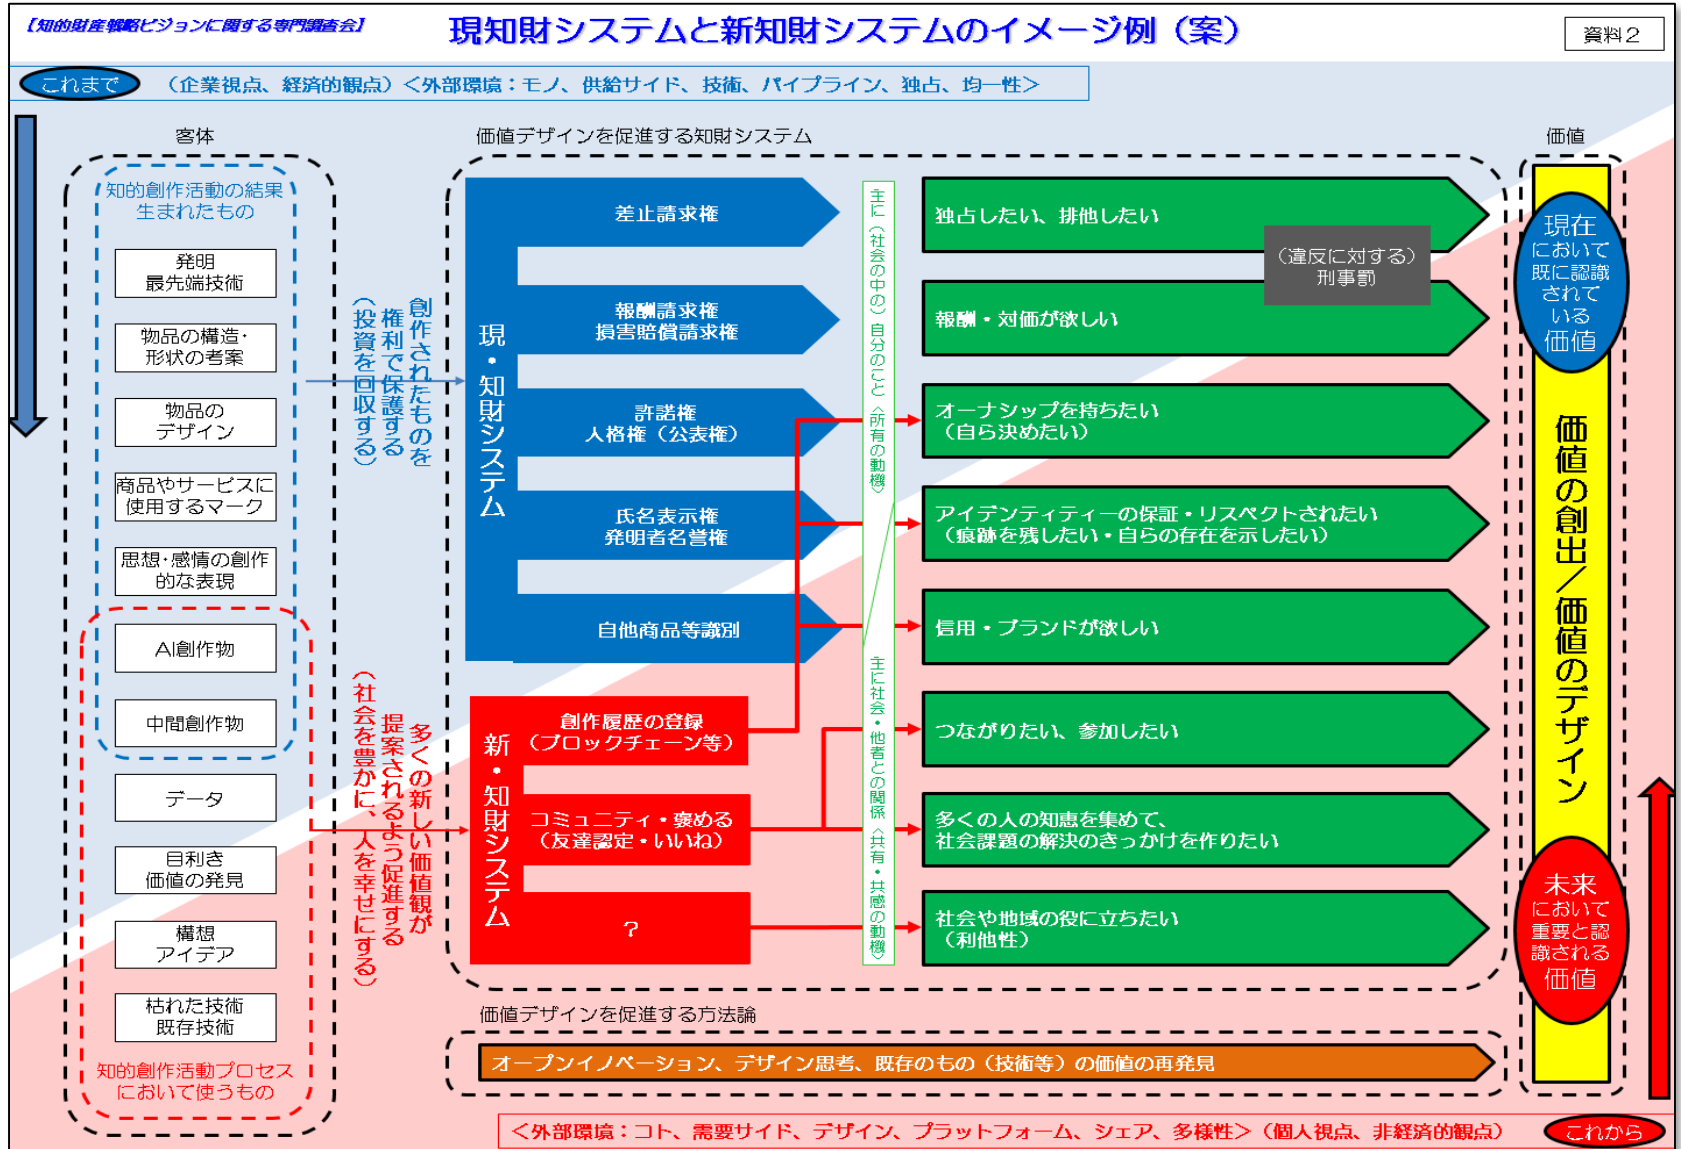 【知的財産戦略ビジョンに関する専門調査会】
現知財システムと新知財システムのイメージ例（案）
資料２
これまで
（企業視点、経済的観点）＜外部環境：モノ、供給サイド、技術、パイプライン、独占、均一性＞
客体
知的創作活動の結果
生まれたもの
発明
最先端技術
物品の構造・
形状の考案
物品の
デザイン
商品やサービスに
使用するマーク
思想・感情の創作
的な表現
AI創作物
中間創作物
データ
目利き
価値の発見
構想
アイデア
枯れた技術
既存技術
知的創作活動プロセス
において使うもの
創作されたものを
権利で保護する
（投資を回収する）
多くの新しい価値観が
提案されるよう促進する
（社会を豊かに、人を幸せにする）
価値デザインを促進する知財システム
現・知財システム
差止請求権
報酬請求権
損害賠償請求権
許諾権
人格権（公表権）
氏名表示権
発明者名誉権
自他商品等識別
新・知財システム
創作履歴の登録
（ブロックチェーン等）
コミュニティ・褒める
（友達認定・いいね）
？
主に（社会の中の）自分のこと〈所有の動機〉
主に社会・他者との関係〈共有・共感の動機〉
独占したい、排他したい
（違反に対する）
刑事罰
報酬・対価が欲しい
オーナシップを持ちたい
（自ら決めたい）
アイデンティティーの保証・リスペクトされたい
（痕跡を残したい・自らの存在を示したい）
信用・ブランドが欲しい
つながりたい、参加したい
多くの人の知恵を集めて、
社会課題の解決のきっかけを作りたい
社会や地域の役に立ちたい
（利他性）
価値デザインを促進する方法論
オープンイノベーション、デザイン思考、既存のもの（技術等）の価値の再発見
価値
現在
において
既に認識
されて
いる
価値
価値の創出／価値のデザイン
未来
において
重要と認
識される
価値
＜外部環境：コト、需要サイド、デザイン、プラットフォーム、シェア、多様性＞（個人視点、非経済的観点）
これから